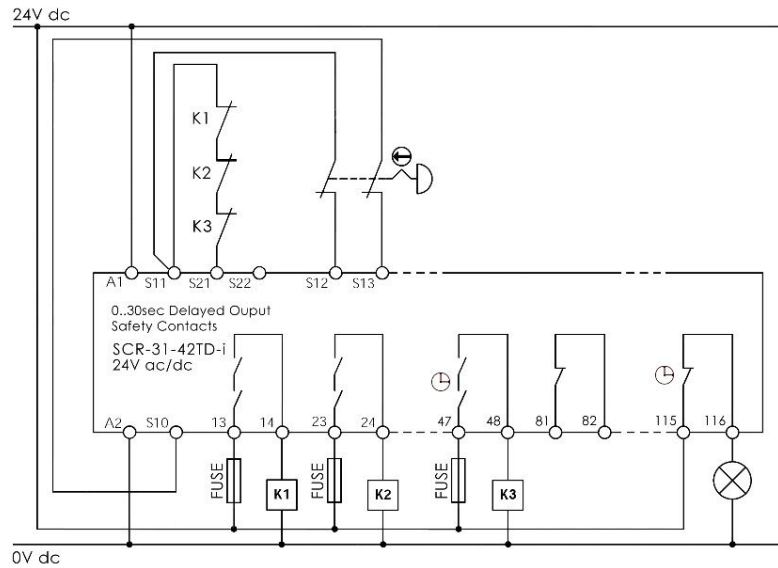 24V dc
K1
K2
K3
A1 S11 S21 S22 S12 S13
0..30sec Delayed Ouput
Safety Contacts
SCR-31-42TD-i
24V ac/dc
A2 S10 13 14 23 24 47 48 81 82 115 116
FUSE K1 FUSE K2 FUSE K3
0V dc